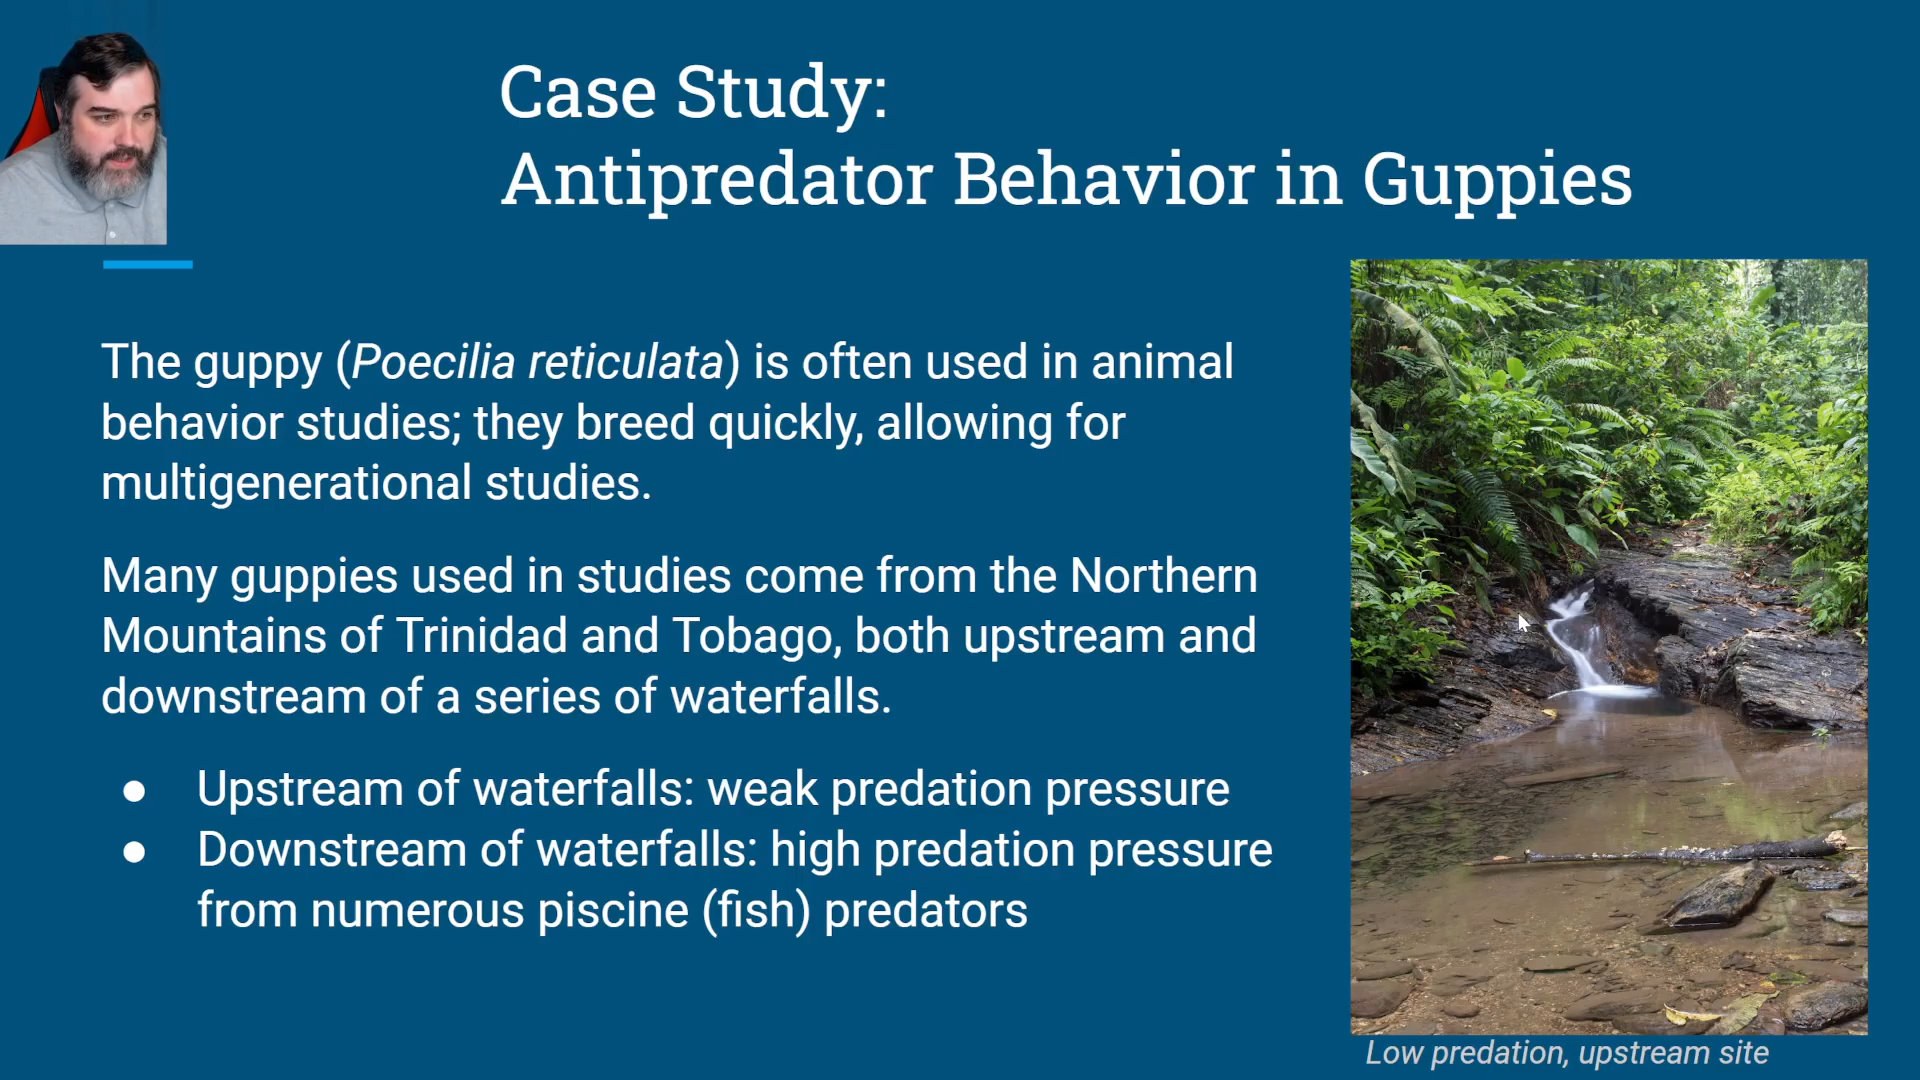 Case Study:
Antipredator Behavior in Guppies
The guppy (Poecilia reticulata) is often used in animal
behavior studies; they breed quickly, allowing for
multigenerational studies.
Many guppies used in studies come from the Northern
Mountains of Trinidad and Tobago, both upstream and
downstream of a series of waterfalls.
● Upstream of waterfalls: weak predation pressure
● Downstream of waterfalls: high predation pressure
from numerous piscine (fish) predators
Low predation, upstream site